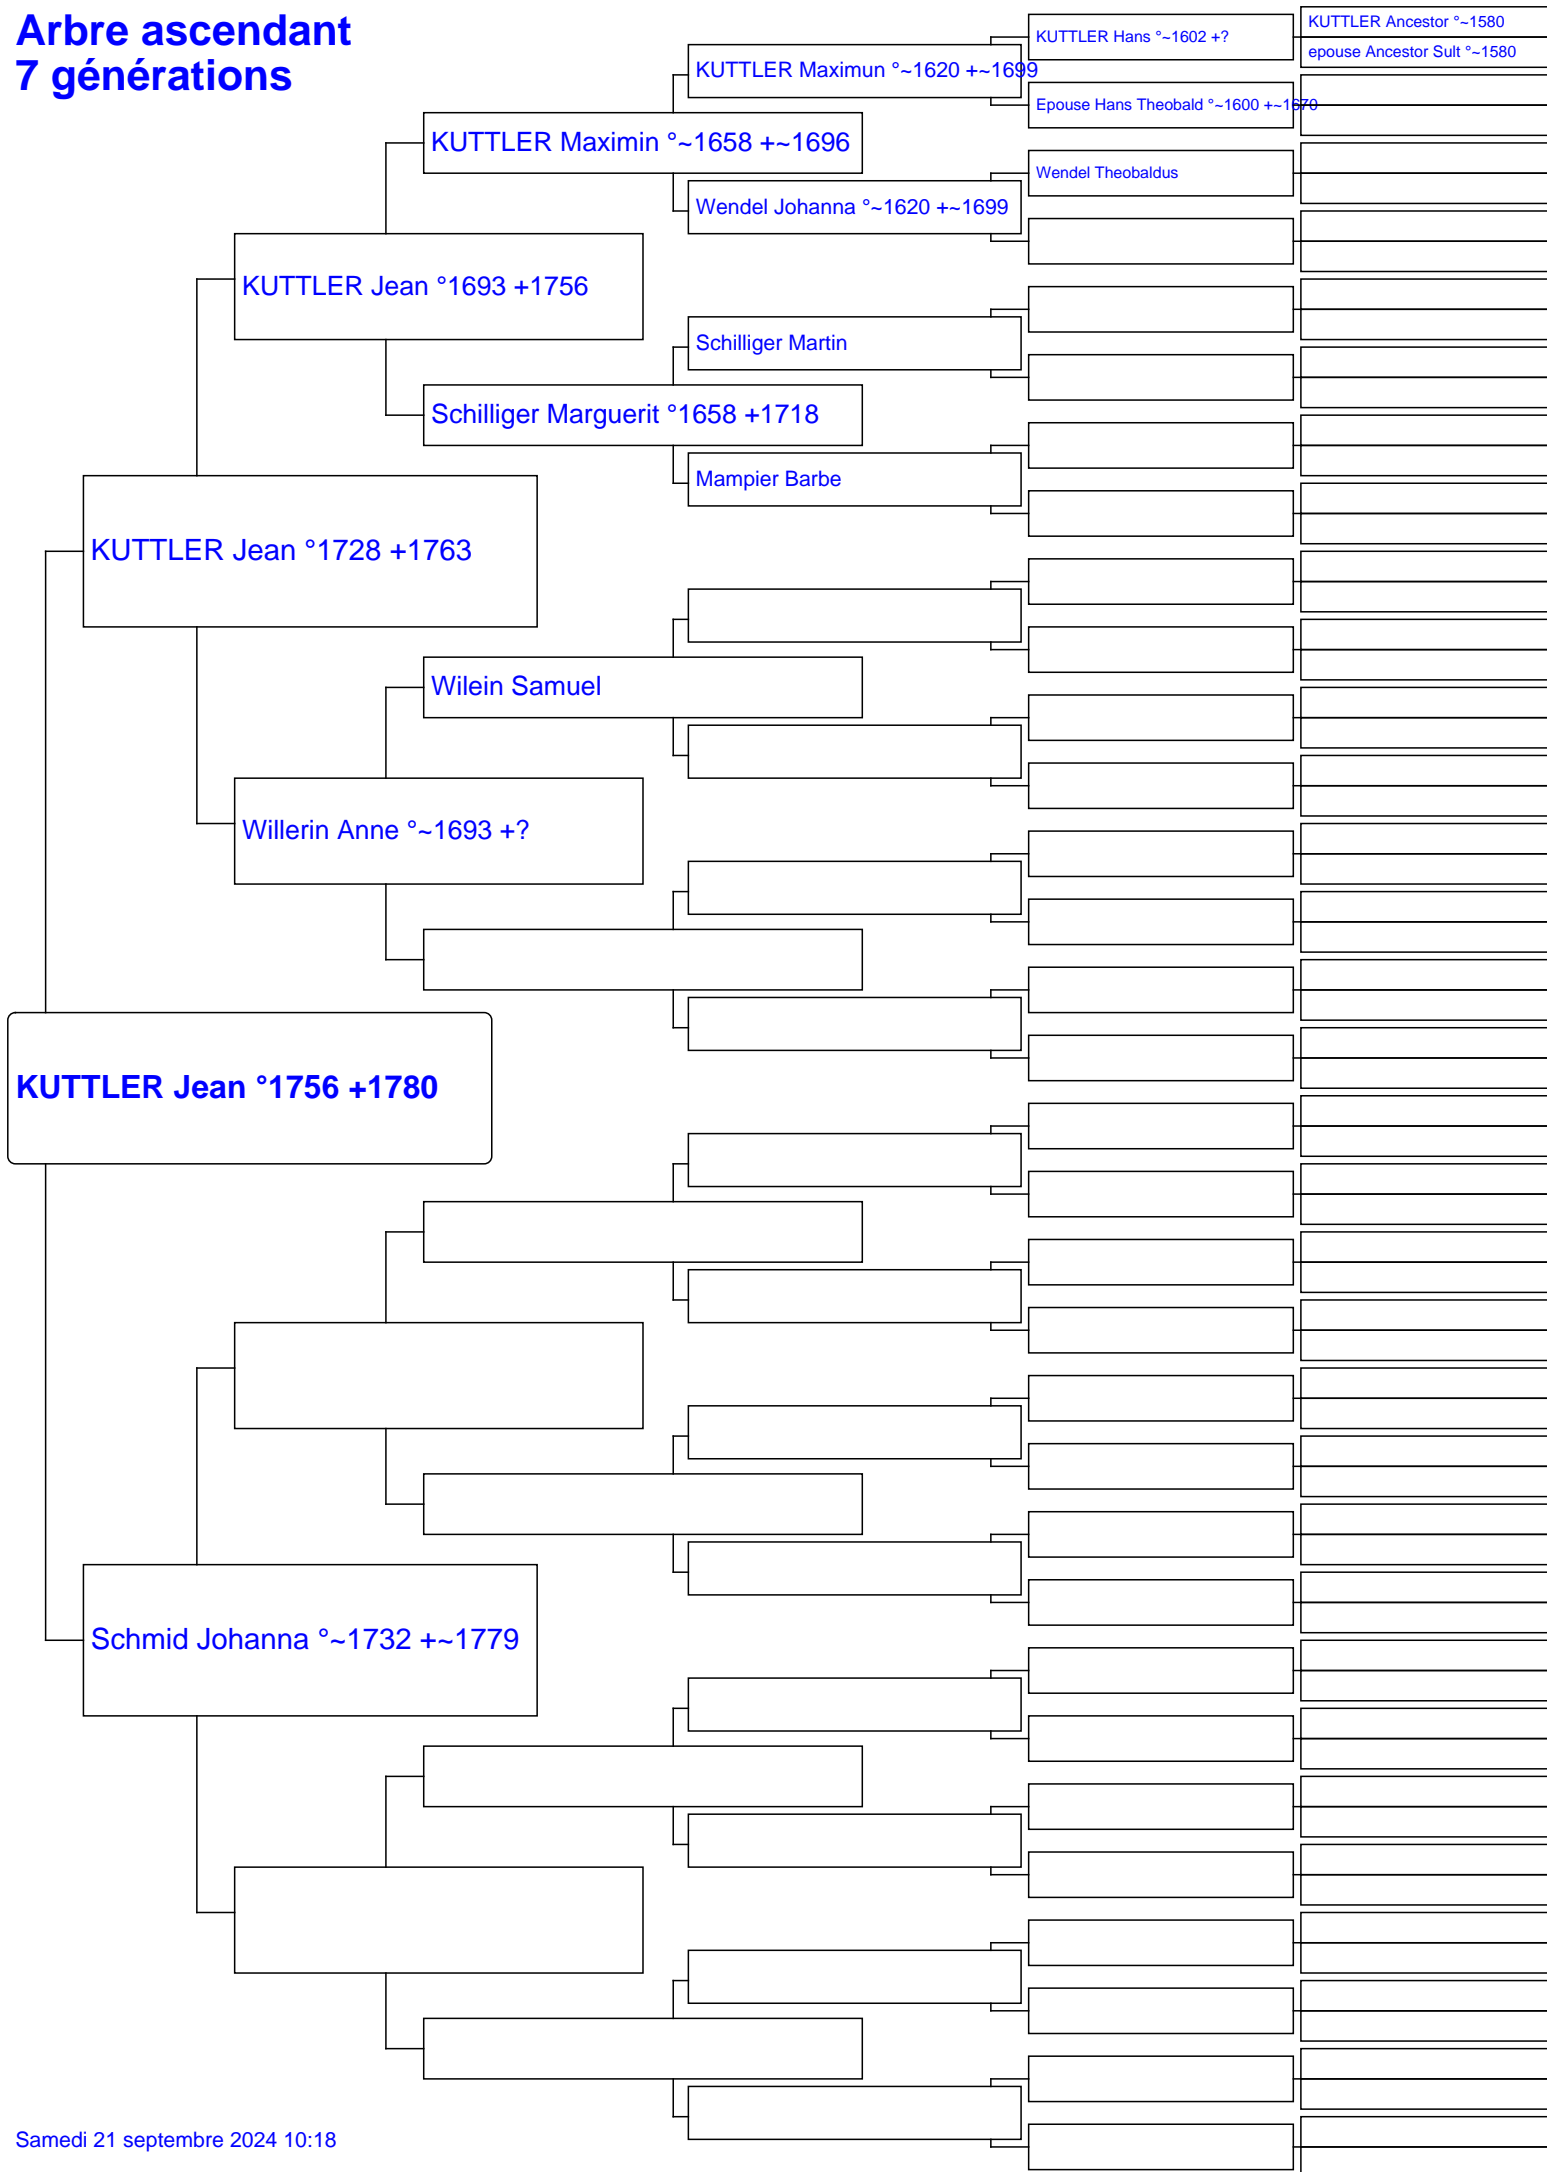 Arbre ascendant
7 générations
KUTTLER Ancestor °~1580
KUTTLER Hans °~1602 +?
epouse Ancestor Sult °~1580
KUTTLER Maximun °~1620 +~1699
Epouse Hans Theobald °~1600 +~1670
KUTTLER Maximin °~1658 +~1696
Wendel Theobaldus
Wendel Johanna °~1620 +~1699
KUTTLER Jean °1693 +1756
Schilliger Martin
Schilliger Marguerit °1658 +1718
Mampier Barbe
KUTTLER Jean °1728 +1763
Wilein Samuel
Willerin Anne °~1693 +?
KUTTLER Jean °1756 +1780
Schmid Johanna °~1732 +~1779
Samedi 21 septembre 2024 10:18